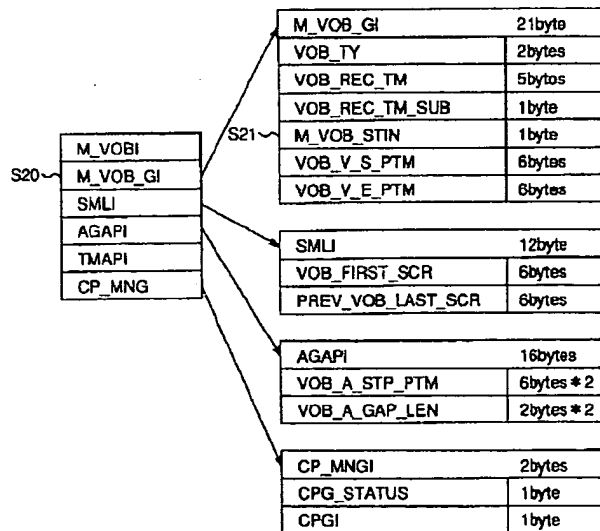 M_VOB_GI 21byte
VOB_TY 2bytes
VOB_REC_TM 5bytes
VOB_REC_TM_SUB 1byte
S21 M_VOB_STIN 1byte
VOB_V_S_PTM 6bytes
VOB_V_E_PTM 6bytes
M_VOBI
S20 M_VOB_GI
SMLI
AGAPI
TMAPI
CP_MNG
SMLI 12byte
VOB_FIRST_SCR 6bytes
PREV_VOB_LAST_SCR 6bytes
AGAPI 16bytes
VOB_A_STP_PTM 6bytes*2
VOB_A_GAP_LEN 2bytes*2
CP_MNGI 2bytes
CPG_STATUS 1byte
CPGI 1byte